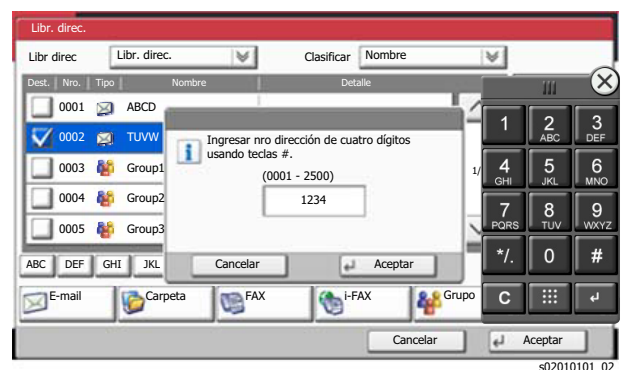 Libr. direc.
Libr direc Libr. direc. Clasificar Nombre
Dest. Nro. Tipo Nombre Detalle
0001 ABCD
0002 TUVW
0003 Group1
0004 Group2
0005 Group3
1/
Ingresar nro dirección de cuatro dígitos
usando teclas #.
(0001 - 2500)
1234
Cancelar Aceptar
ABC DEF GHI JKL
E-mail Carpeta FAX i-FAX Grupo
Cancelar Aceptar
1 2 ABC 3 DEF
4 GHI 5 JKL 6 MNO
7 PQRS 8 TUV 9 WXYZ
*/. 0 #
C
s02010101_02